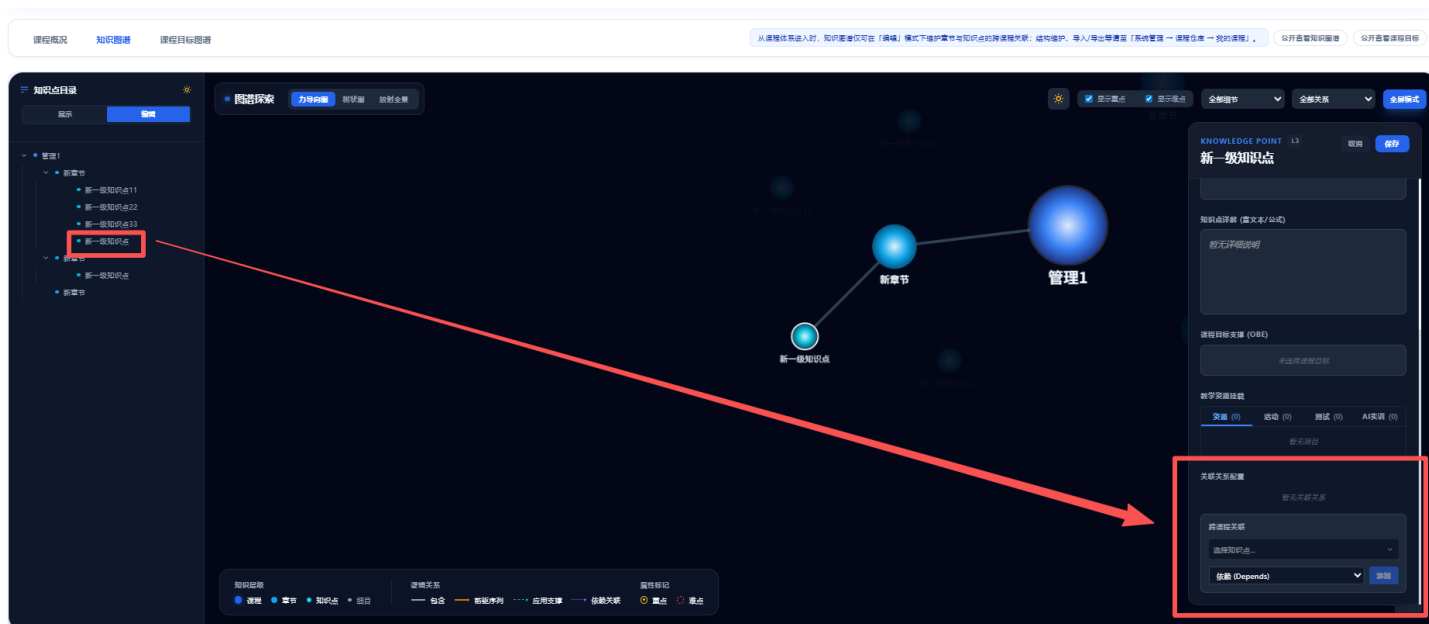 课程概况 知识图谱 课程目标图谱
从课程体系进入时，知识图谱仅可在「编辑」模式下维护章节与知识点的跨课程关联；结构维护、导入/导出等需至「系统管理 → 课程仓库 → 我的课程」。
公开查看知识图谱 公开查看课程目标
知识点目录
展示 编辑
管理1
新章节
新一级知识点11
新一级知识点22
新一级知识点33
新一级知识点
新章节
新一级知识点
新章节
图谱探索 力导向图 树状图 放射全景
显示重点 显示难点 全部细节 全部关系 全屏模式
新章节
管理1
新章节
新一级知识点
KNOWLEDGE POINT L3 取消 保存
新一级知识点
知识点详解 (富文本/公式)
暂无详细说明
课程目标支撑 (OBE)
未选择课程目标
教学资源挂载
资源 (0) 活动 (0) 测试 (0) AI实训 (0)
暂无项目
关联关系配置
暂无关联关系
跨课程关联
选择知识点...
依赖 (Depends) 添加
知识层级 逻辑关系 属性标记
课程 章节 知识点 细目 包含 前驱序列 应用支撑 依赖关联 重点 难点